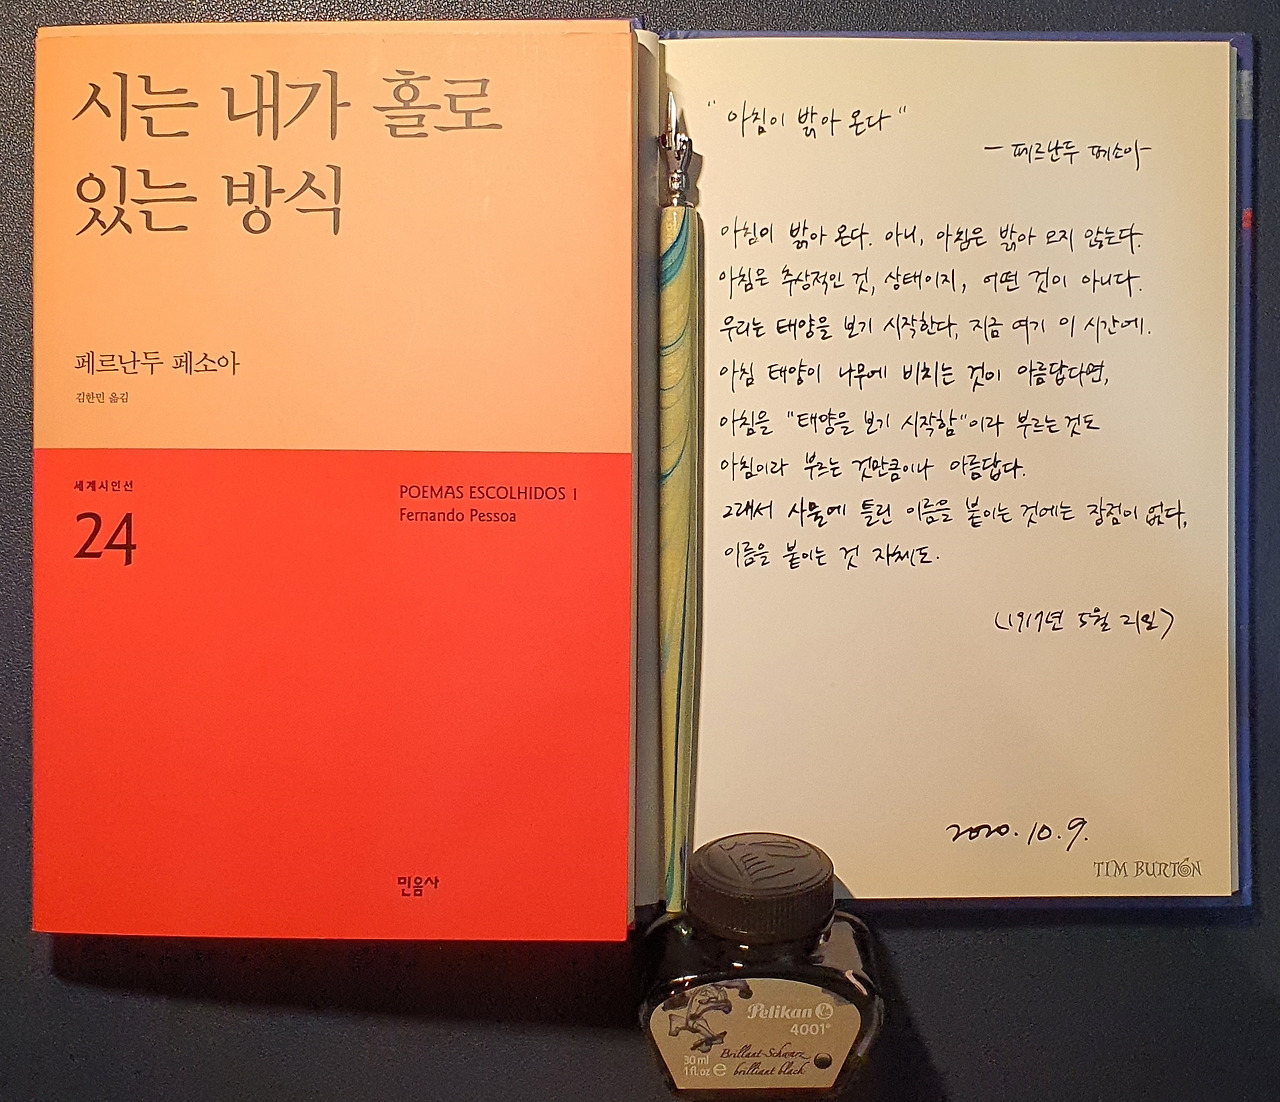 시는 내가 홀로
있는 방식
페르난두 페소아
김한민 옮김
세계시인선
24
POEMAS ESCOLHIDOS 1
Fernando Pessoa
민음사
"아침이 밝아 온다"
- 페르난두 페소아 -
아침이 밝아 온다. 아니, 아침은 밝아 오지 않는다.
아침은 추상적인 것, 상태이지, 어떤 것이 아니다.
우리는 태양을 보기 시작한다, 지금 여기 이 시간에.
아침 태양이 나무에 비치는 것이 아름답다면,
아침을 "태양을 보기 시작함"이라 부르는 것도
아침이라 부르는 것만큼이나 아름답다.
그래서 사물에 틀린 이름을 붙이는 것에는 장점이 없다,
이름을 붙이는 것 자체도.
(1917년 5월 21일)
2020. 10. 9.
TIM BURTON
Pelikan
4001®
Brillant-Schwarz
brilliant black
30 ml
1 fl.oz e